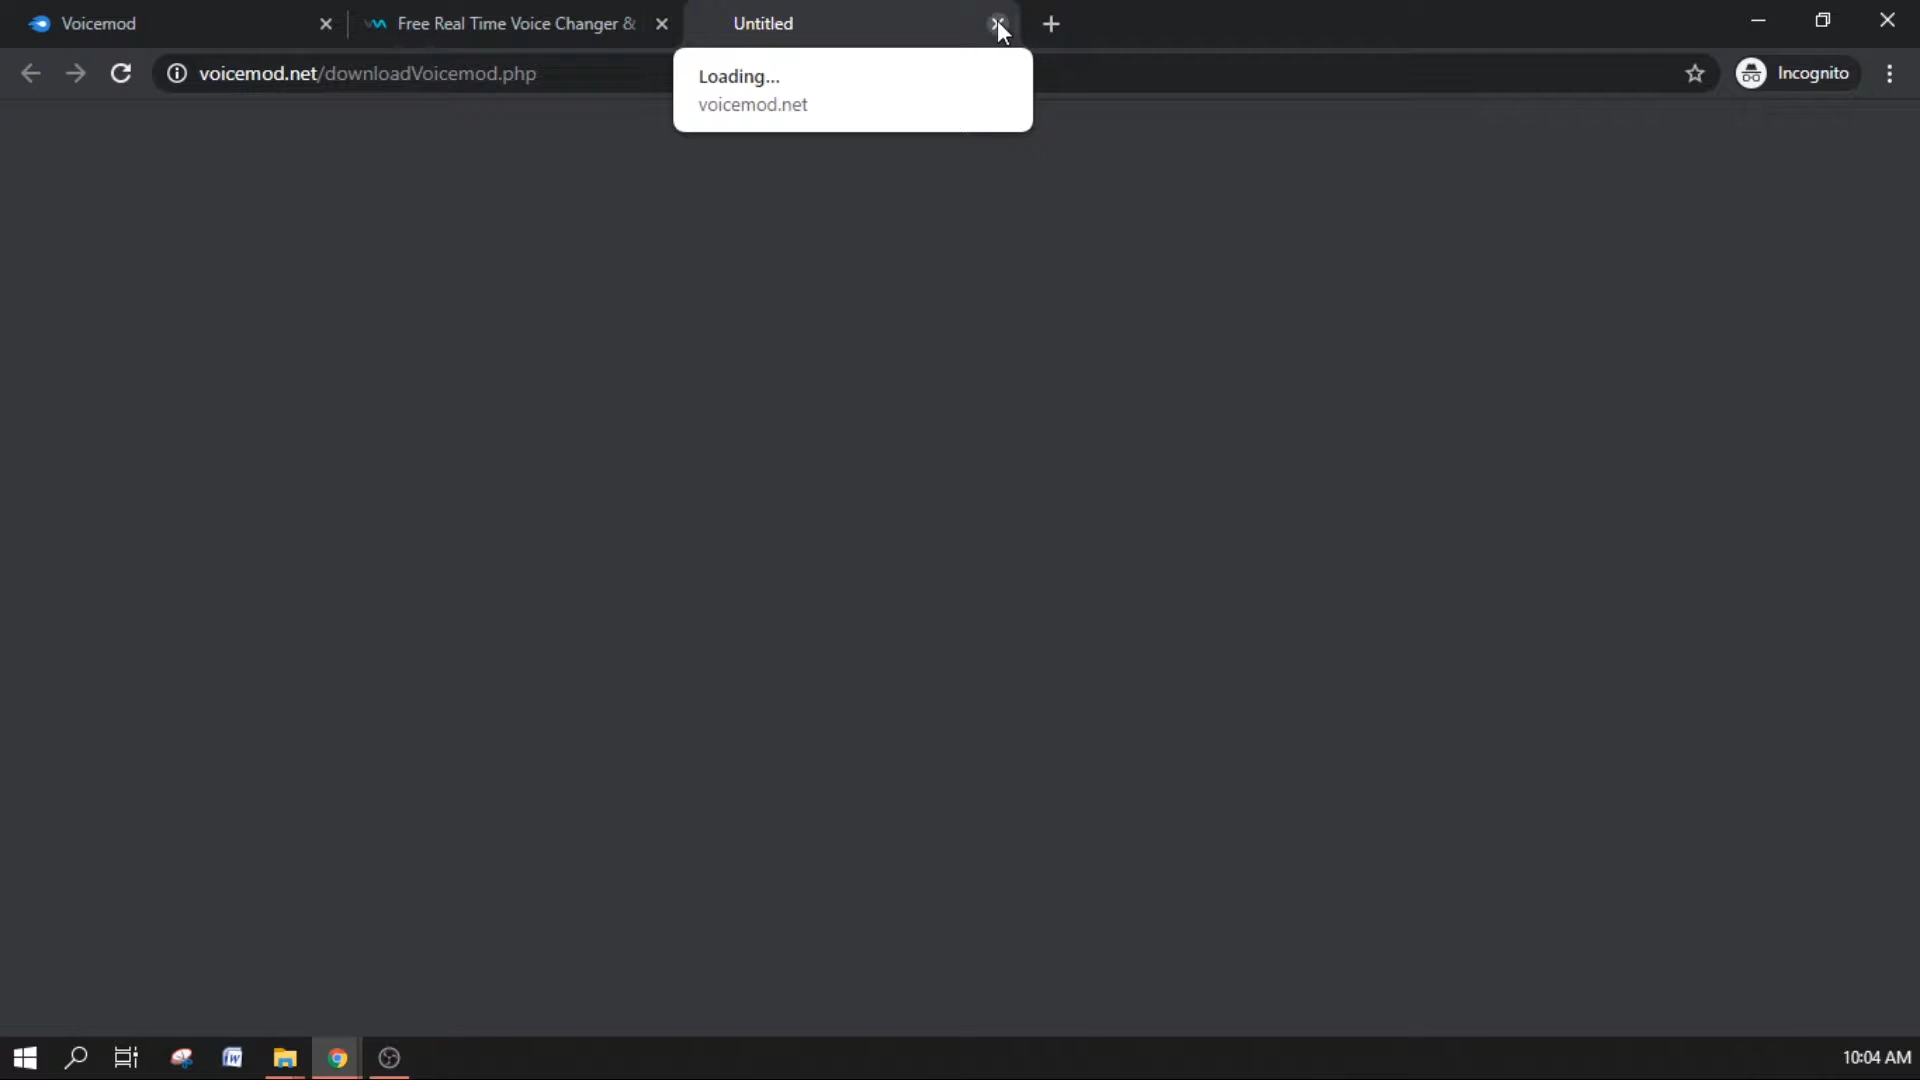 Voicemod
Free Real Time Voice Changer &
Untitled
voicemod.net/downloadVoicemod.php
Incognito
Loading...
voicemod.net
10:04 AM